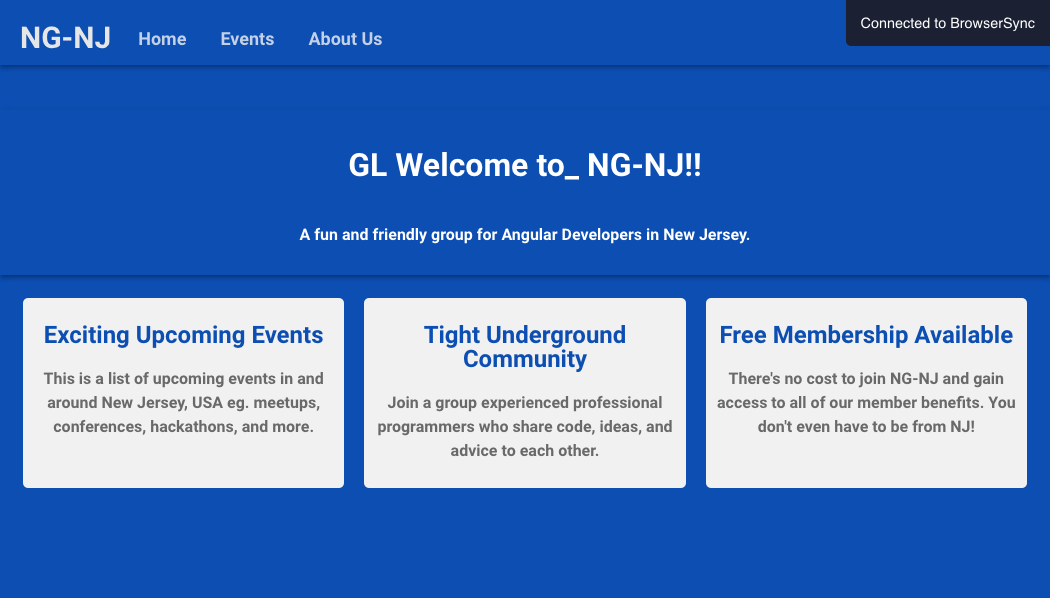 NG-NJ Home Events About Us
Connected to BrowserSync
GL Welcome to_ NG-NJ!!
A fun and friendly group for Angular Developers in New Jersey.
Exciting Upcoming Events
This is a list of upcoming events in and
around New Jersey, USA eg. meetups,
conferences, hackathons, and more.
Tight Underground
Community
Join a group experienced professional
programmers who share code, ideas, and
advice to each other.
Free Membership Available
There's no cost to join NG-NJ and gain
access to all of our member benefits. You
don't even have to be from NJ!